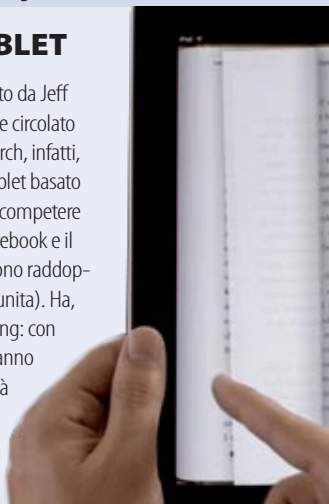 BLET
to da Jeff
e circolato
rch, infatti,
blet basato
competere
ebook e il
ono raddop-
unita). Ha,
ng: con
anno
à
iPad